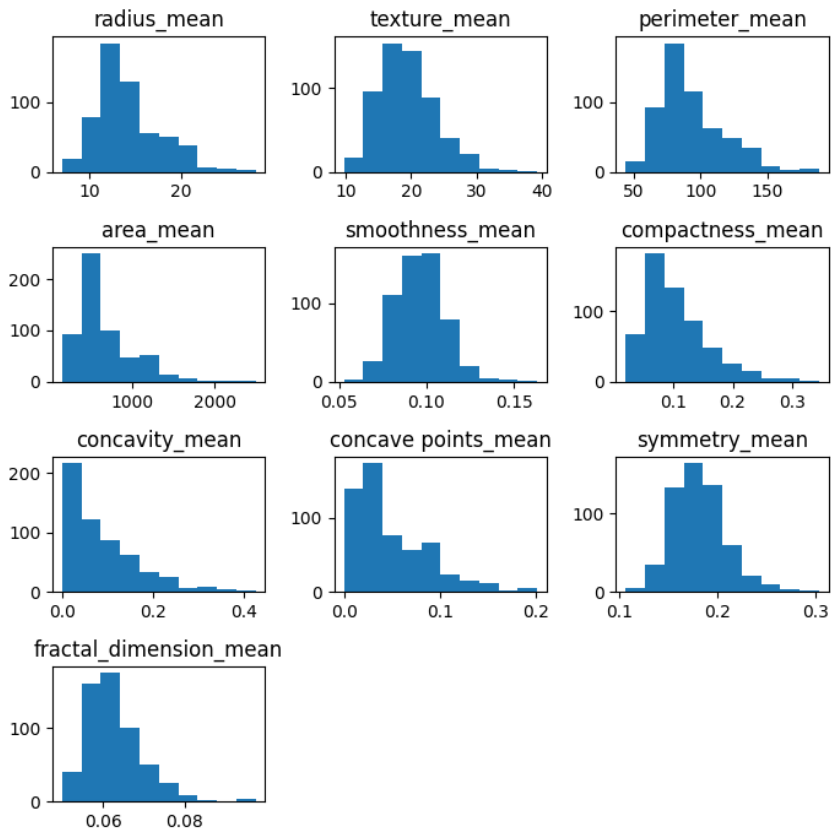 radius_mean texture_mean perimeter_mean
100 100 100
0 0 0
10 20 10 20 30 40 50 100 150
area_mean smoothness_mean compactness_mean
200
100 100 100
0 0 0
1000 2000 0.05 0.10 0.15 0.1 0.2 0.3
concavity_mean concave points_mean symmetry_mean
200
100 100 100
0 0 0
0.0 0.2 0.4 0.0 0.1 0.2 0.1 0.2 0.3
fractal_dimension_mean
100
0
0.06 0.08